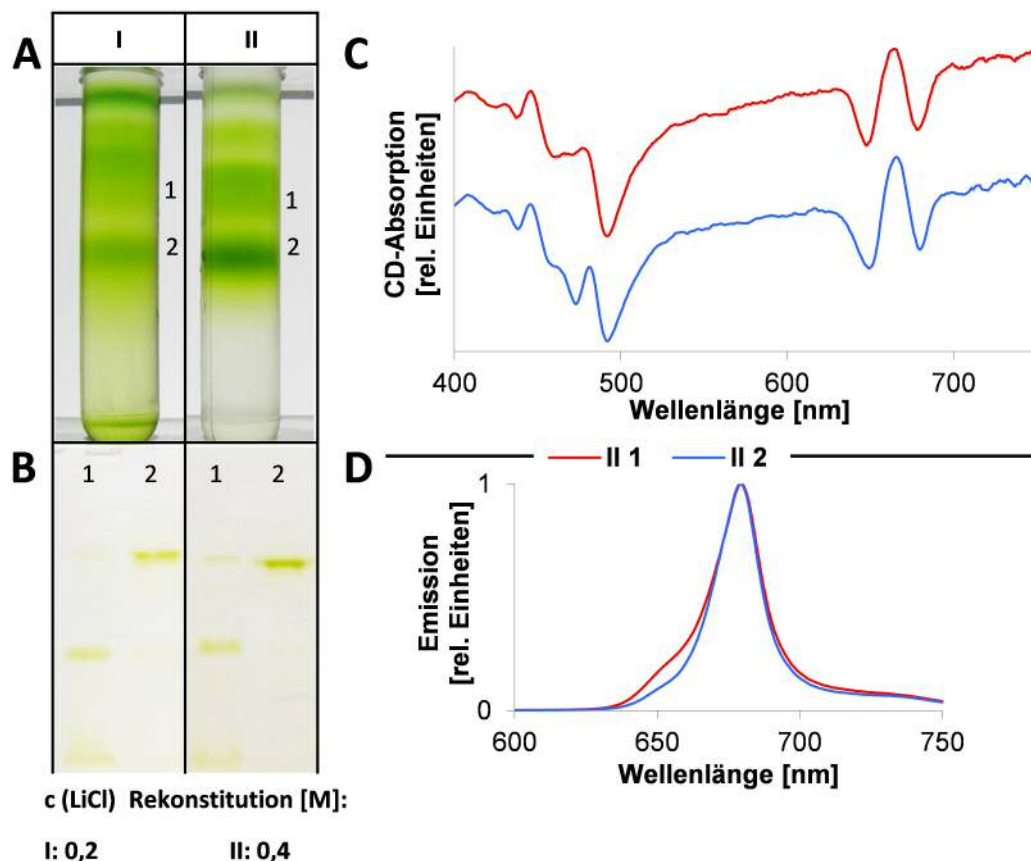 I II
A
1
2
1
2
B
1 2 1 2
c (LiCl) Rekonstitution [M]:
I: 0,2 II: 0,4
C
CD-Absorption
[rel. Einheiten]
400 500 600 700
Wellenlänge [nm]
II 1 II 2
D
Emission
[rel. Einheiten]
1
0
600 650 700 750
Wellenlänge [nm]